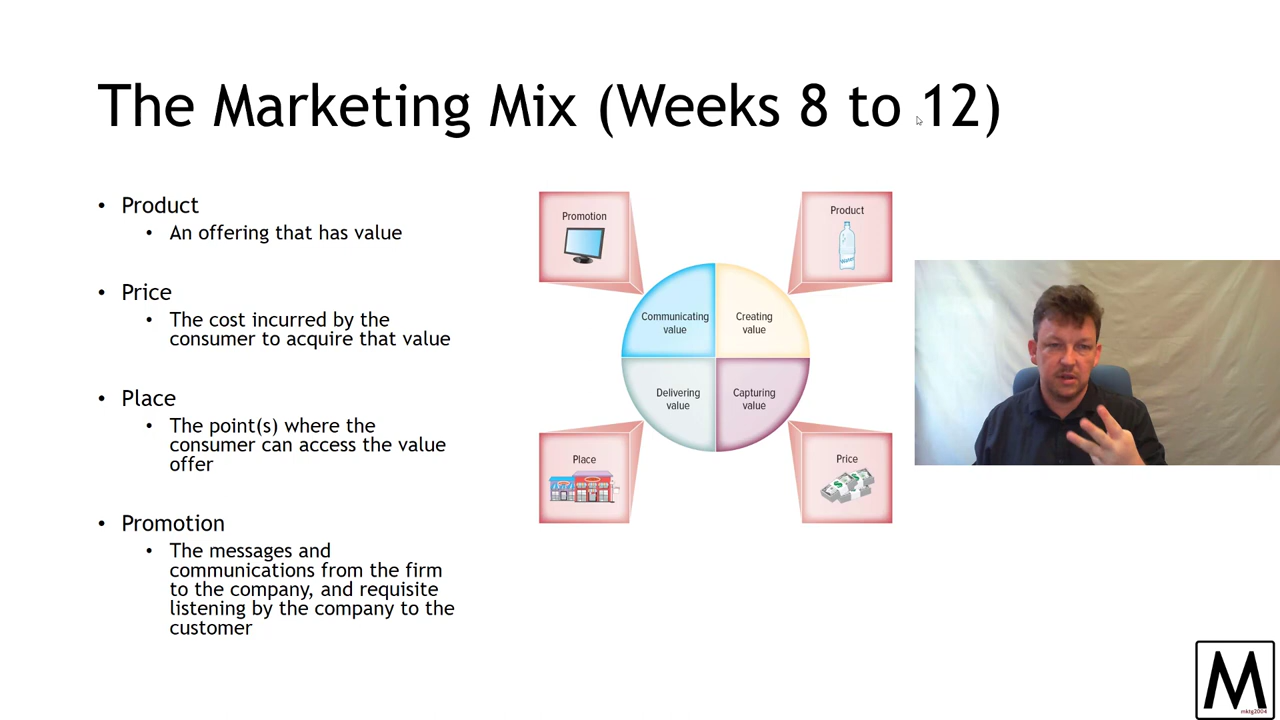 The Marketing Mix (Weeks 8 to 12)
• Product
• An offering that has value
• Price
• The cost incurred by the
consumer to acquire that value
• Place
• The point(s) where the
consumer can access the value
offer
• Promotion
• The messages and
communications from the firm
to the company, and requisite
listening by the company to the
customer
Promotion
Product
Water
Communicating
value
Creating
value
Delivering
value
Capturing
value
Place
Price
M
mktg2004